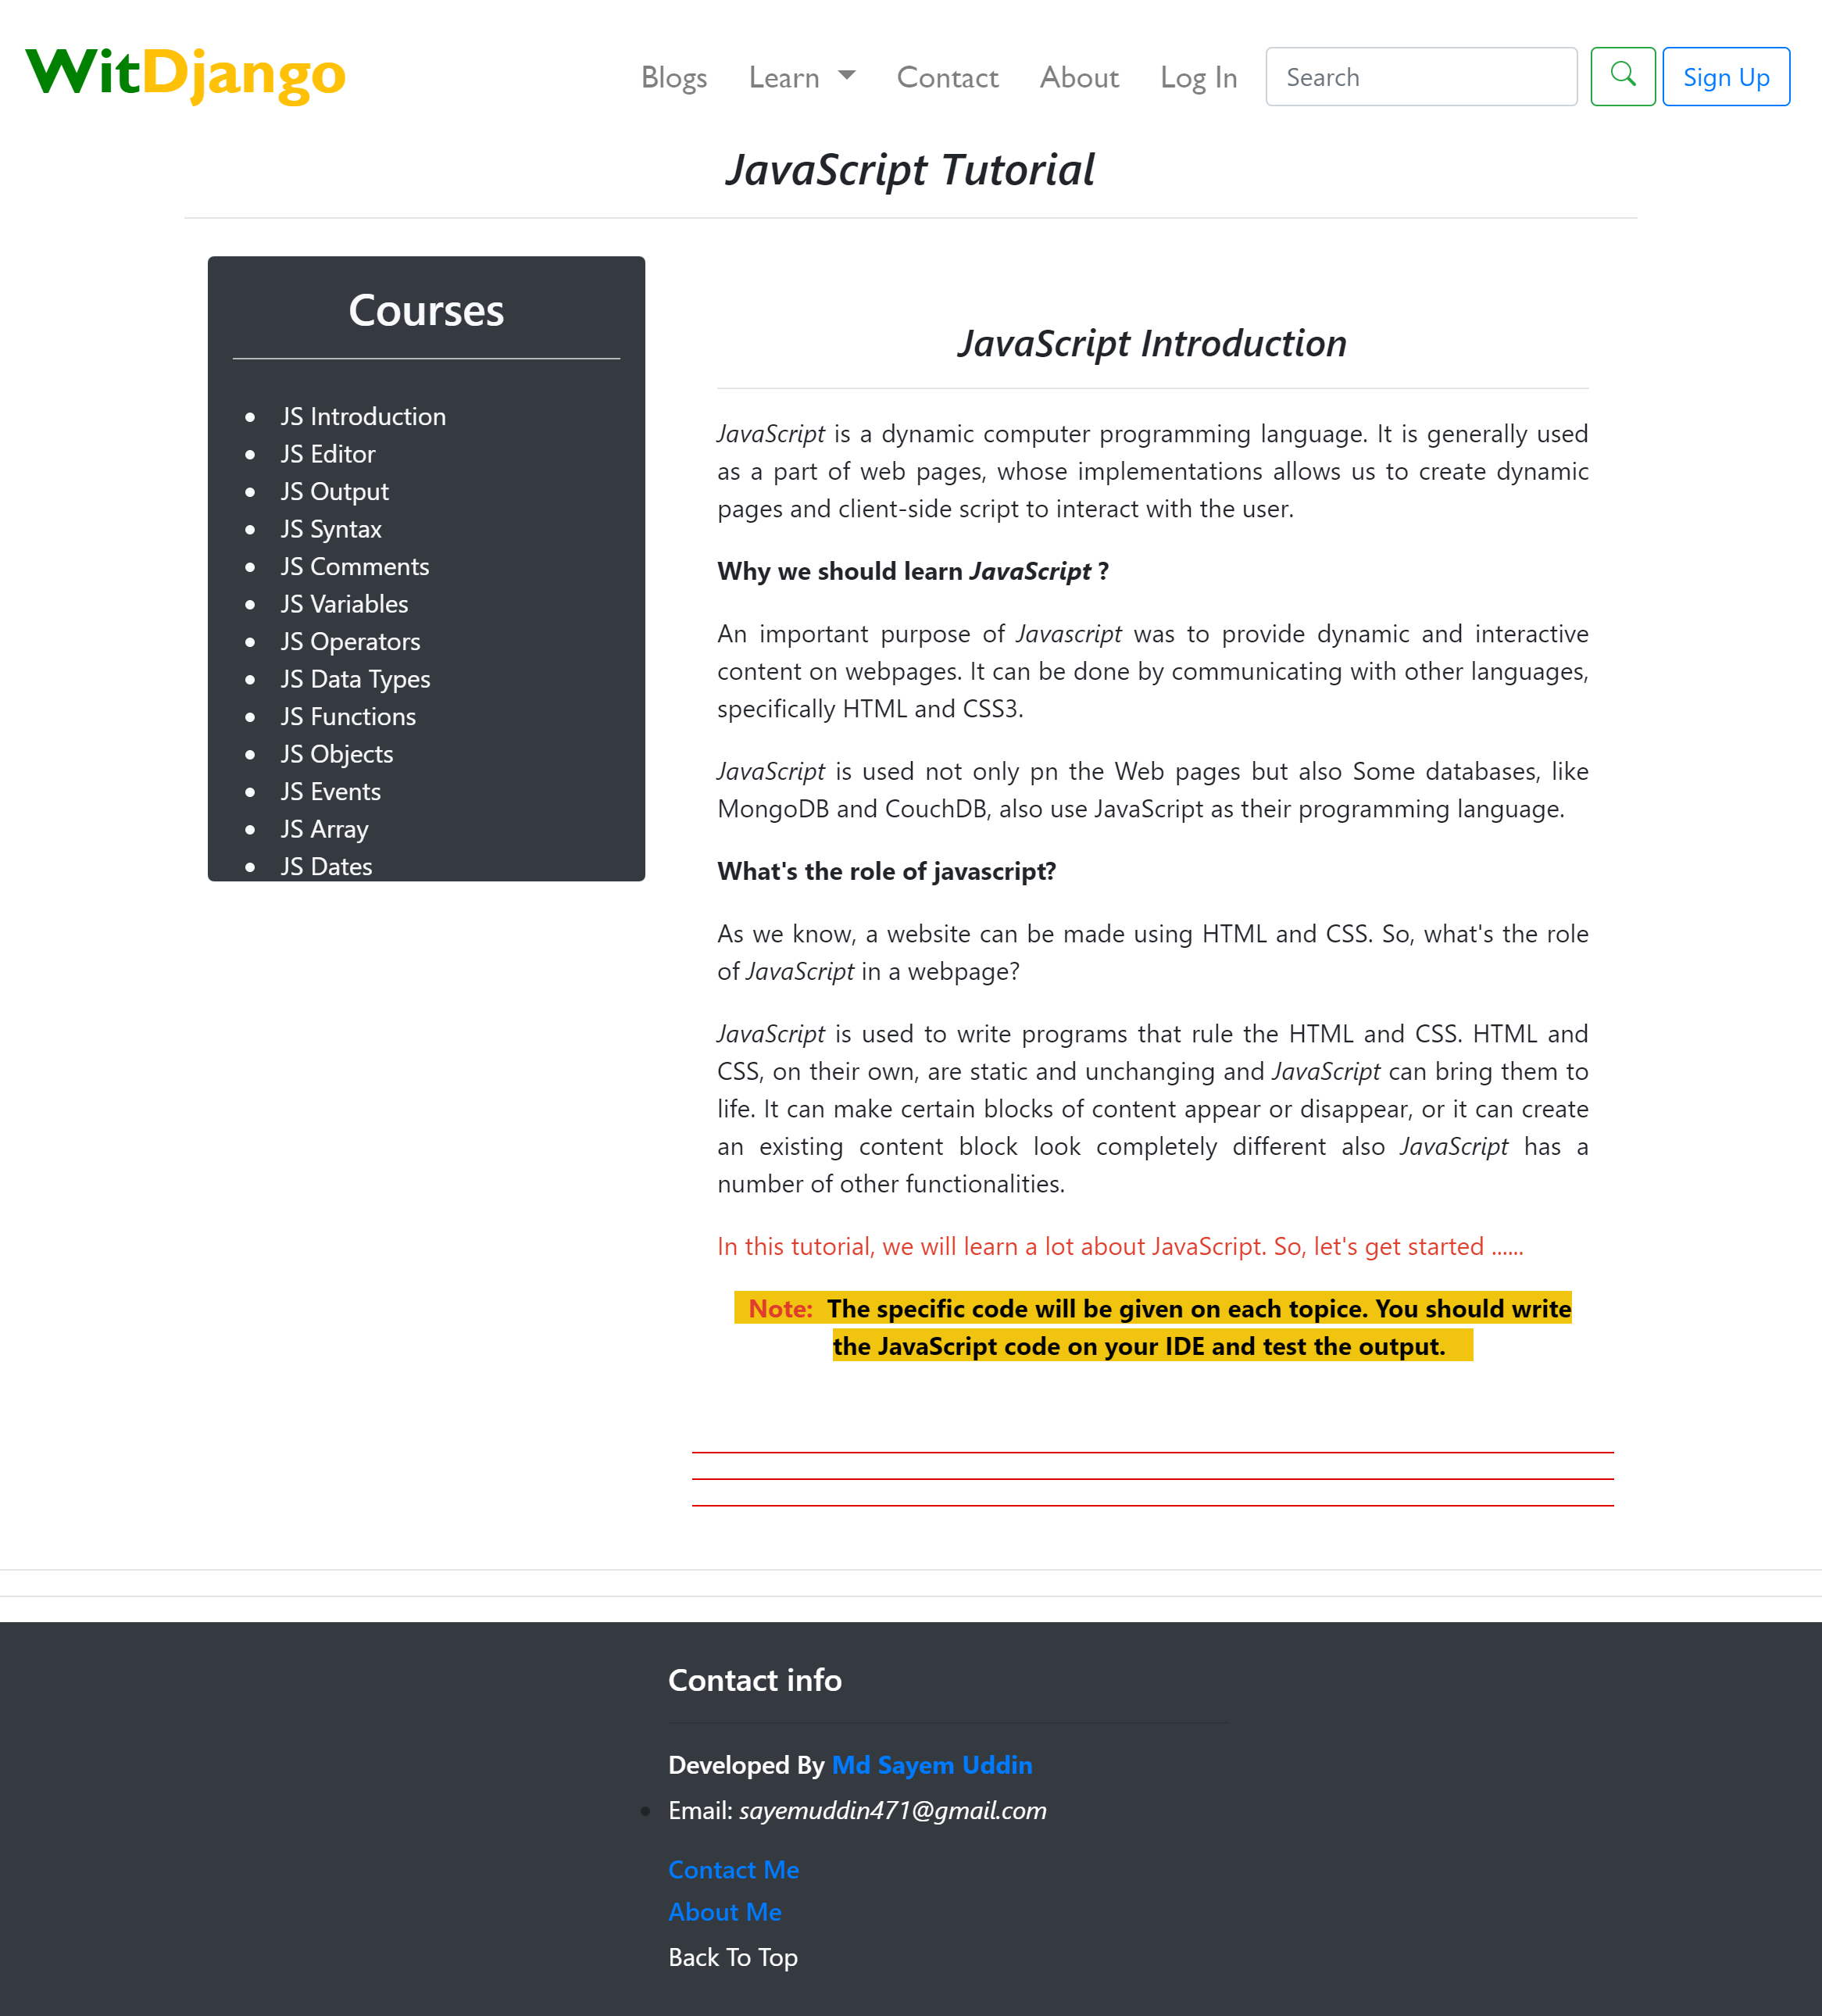 WitDjango
Blogs Learn Contact About Log In Search Sign Up
JavaScript Tutorial
Courses
JS Introduction
JS Editor
JS Output
JS Syntax
JS Comments
JS Variables
JS Operators
JS Data Types
JS Functions
JS Objects
JS Events
JS Array
JS Dates
JavaScript Introduction
JavaScript is a dynamic computer programming language. It is generally used
as a part of web pages, whose implementations allows us to create dynamic
pages and client-side script to interact with the user.
Why we should learn JavaScript ?
An important purpose of Javascript was to provide dynamic and interactive
content on webpages. It can be done by communicating with other languages,
specifically HTML and CSS3.
JavaScript is used not only pn the Web pages but also Some databases, like
MongoDB and CouchDB, also use JavaScript as their programming language.
What's the role of javascript?
As we know, a website can be made using HTML and CSS. So, what's the role
of JavaScript in a webpage?
JavaScript is used to write programs that rule the HTML and CSS. HTML and
CSS, on their own, are static and unchanging and JavaScript can bring them to
life. It can make certain blocks of content appear or disappear, or it can create
an existing content block look completely different also JavaScript has a
number of other functionalities.
In this tutorial, we will learn a lot about JavaScript. So, let's get started ......
Note: The specific code will be given on each topice. You should write
the JavaScript code on your IDE and test the output.
Contact info
Developed By Md Sayem Uddin
Email: sayemuddin471@gmail.com
Contact Me
About Me
Back To Top